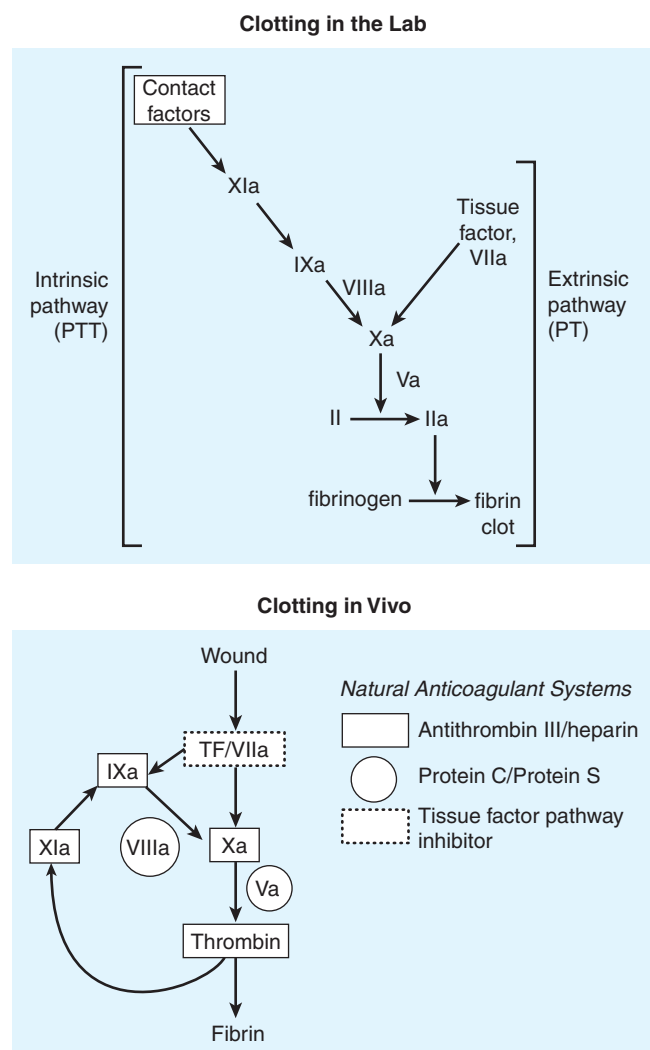 Clotting in the Lab
Contact
factors
XIa
Tissue
factor,
VIIa
IXa
VIIIa
Intrinsic
pathway
(PTT)
Extrinsic
pathway
(PT)
Xa
Va
II
IIa
fibrinogen
fibrin
clot
Clotting in Vivo
Wound
Natural Anticoagulant Systems
Antithrombin III/heparin
TF/VIIa
IXa
Protein C/Protein S
Tissue factor pathway
inhibitor
XIa
VIIIa
Xa
Va
Thrombin
Fibrin